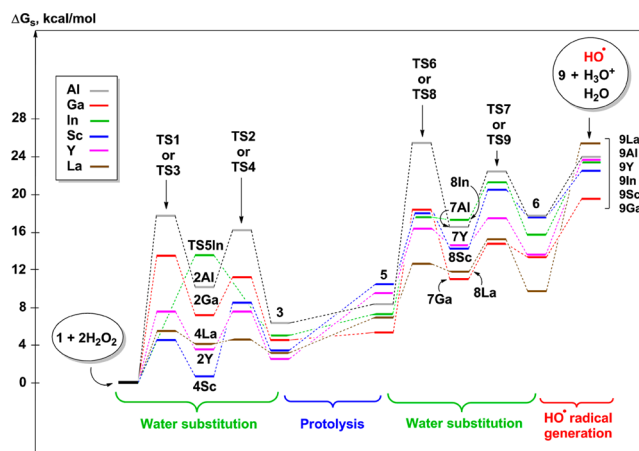 ΔGₛ, kcal/mol
28
24
20
16
12
8
4
0
Al
Ga
In
Sc
Y
La
1 + 2H₂O₂
TS1
or
TS3
TS2
or
TS4
TS5In
2Al
2Ga
4La
2Y
4Sc
3
5
TS6
or
TS8
TS7
or
TS9
8In
7Al
7Y
8Sc
7Ga
8La
6
HO•
9 + H₃O⁺
H₂O
9La
9Al
9Y
9In
9Sc
9Ga
Water substitution
Protolysis
Water substitution
HO• radical
generation